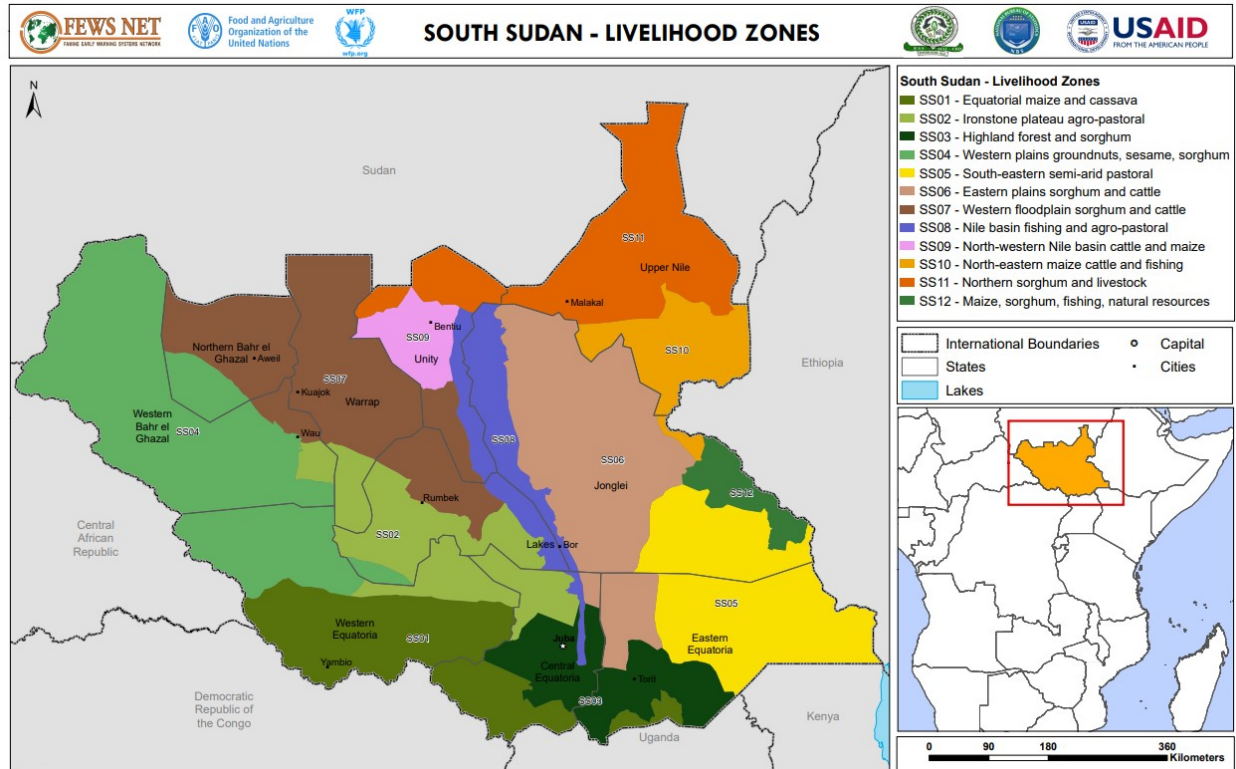 FEWS NET
FAMINE EARLY WARNING SYSTEMS NETWORK
FAO
Food and Agriculture
Organization of the
United Nations
WFP
wfp.org
SOUTH SUDAN - LIVELIHOOD ZONES
NBS
USAID
FROM THE AMERICAN PEOPLE
N
Sudan
SS11
Upper Nile
Malakal
Bentiu
SS09
Unity
SS10
Ethiopia
Northern Bahr el
Ghazal
Aweil
SS07
Kuajok
Warrap
Western
Bahr el
Ghazal
SS04
Wau
SS08
SS06
Jonglei
Rumbek
SS12
Central
African
Republic
SS02
Lakes
Bor
SS05
Western
Equatoria
SS01
Juba
Eastern
Equatoria
Yambio
Central
Equatoria
Torit
SS03
Democratic
Republic of
the Congo
Uganda
Kenya
South Sudan - Livelihood Zones
SS01 - Equatorial maize and cassava
SS02 - Ironstone plateau agro-pastoral
SS03 - Highland forest and sorghum
SS04 - Western plains groundnuts, sesame, sorghum
SS05 - South-eastern semi-arid pastoral
SS06 - Eastern plains sorghum and cattle
SS07 - Western floodplain sorghum and cattle
SS08 - Nile basin fishing and agro-pastoral
SS09 - North-western Nile basin cattle and maize
SS10 - North-eastern maize cattle and fishing
SS11 - Northern sorghum and livestock
SS12 - Maize, sorghum, fishing, natural resources
International Boundaries
Capital
States
Cities
Lakes
0 90 180 360
Kilometers